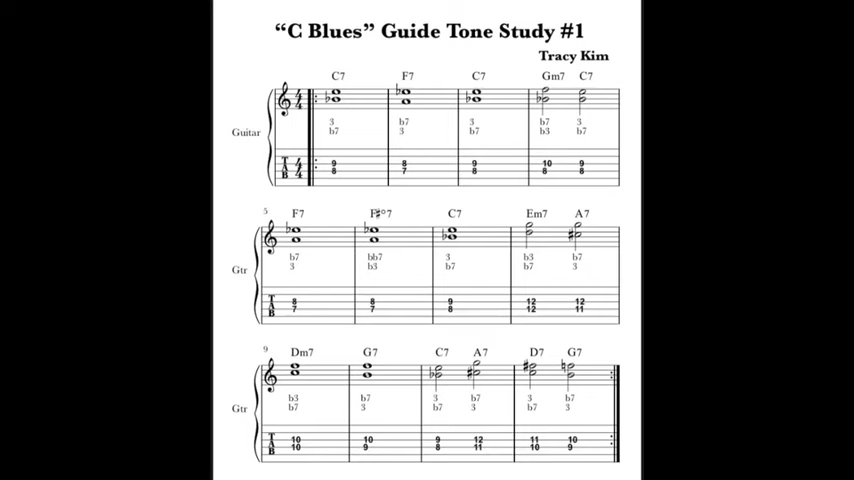 “C Blues” Guide Tone Study #1
Tracy Kim
C7 F7 C7 Gm7 C7
4 4
3 b7 3 b7 3
Guitar
b7 3 b7 b3 b7
T A B 4 4
9 8 9 10 9
8 7 8 8 8
5
F7 F#°7 C7 Em7 A7
b7 bb7 3 b3 b7
3 b3 b7 b7 3
Gtr
T A B
8 8 9 12 12
7 7 8 12 11
9
Dm7 G7 C7 A7 D7 G7
b3 b7 3 b7 3 b7
b7 3 b7 3 b7 3
Gtr
T A B
10 10 9 12 11 10
10 9 8 11 10 9